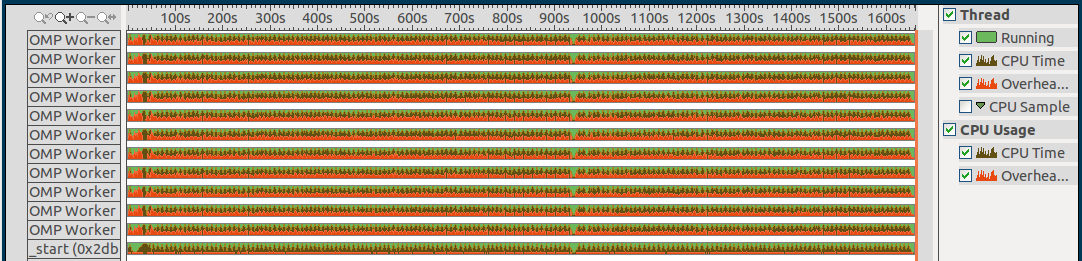 100s 200s 300s 400s 500s 600s 700s 800s 900s 1000s 1100s 1200s 1300s 1400s 1500s 1600s
OMP Worker
OMP Worker
OMP Worker
OMP Worker
OMP Worker
OMP Worker
OMP Worker
OMP Worker
OMP Worker
OMP Worker
OMP Worker
_start (0x2db
Thread
Running
CPU Time
Overhea...
CPU Sample
CPU Usage
CPU Time
Overhea...